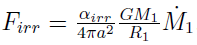 F_{irr} = \frac{\alpha_{irr}}{4\pi a^2} \frac{GM_1}{R_1} \dot{M}_1